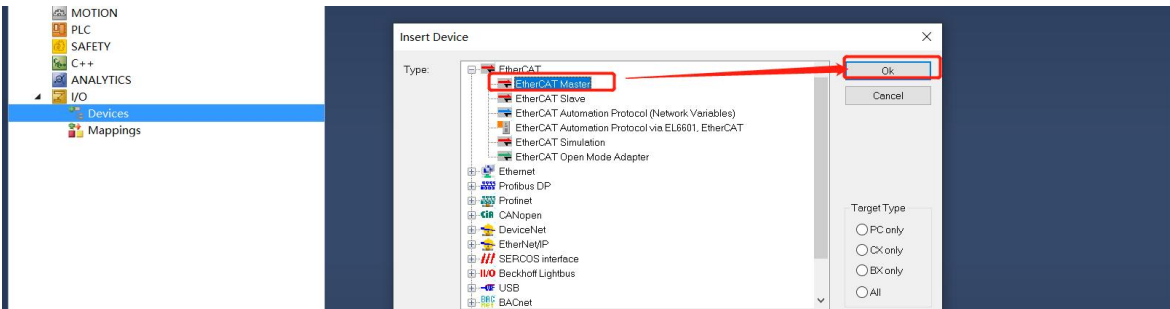 MOTION
PLC
SAFETY
C++
ANALYTICS
I/O
Devices
Mappings
Insert Device
Type:
EtherCAT
EtherCAT Master
EtherCAT Slave
EtherCAT Automation Protocol (Network Variables)
EtherCAT Automation Protocol via EL6601, EtherCAT
EtherCAT Simulation
EtherCAT Open Mode Adapter
Ethernet
Profibus DP
Profinet
CANopen
DeviceNet
EtherNet/IP
SERCOS interface
Beckhoff Lightbus
USB
BACnet
Ok
Cancel
Target Type
PC only
CX only
BX only
All